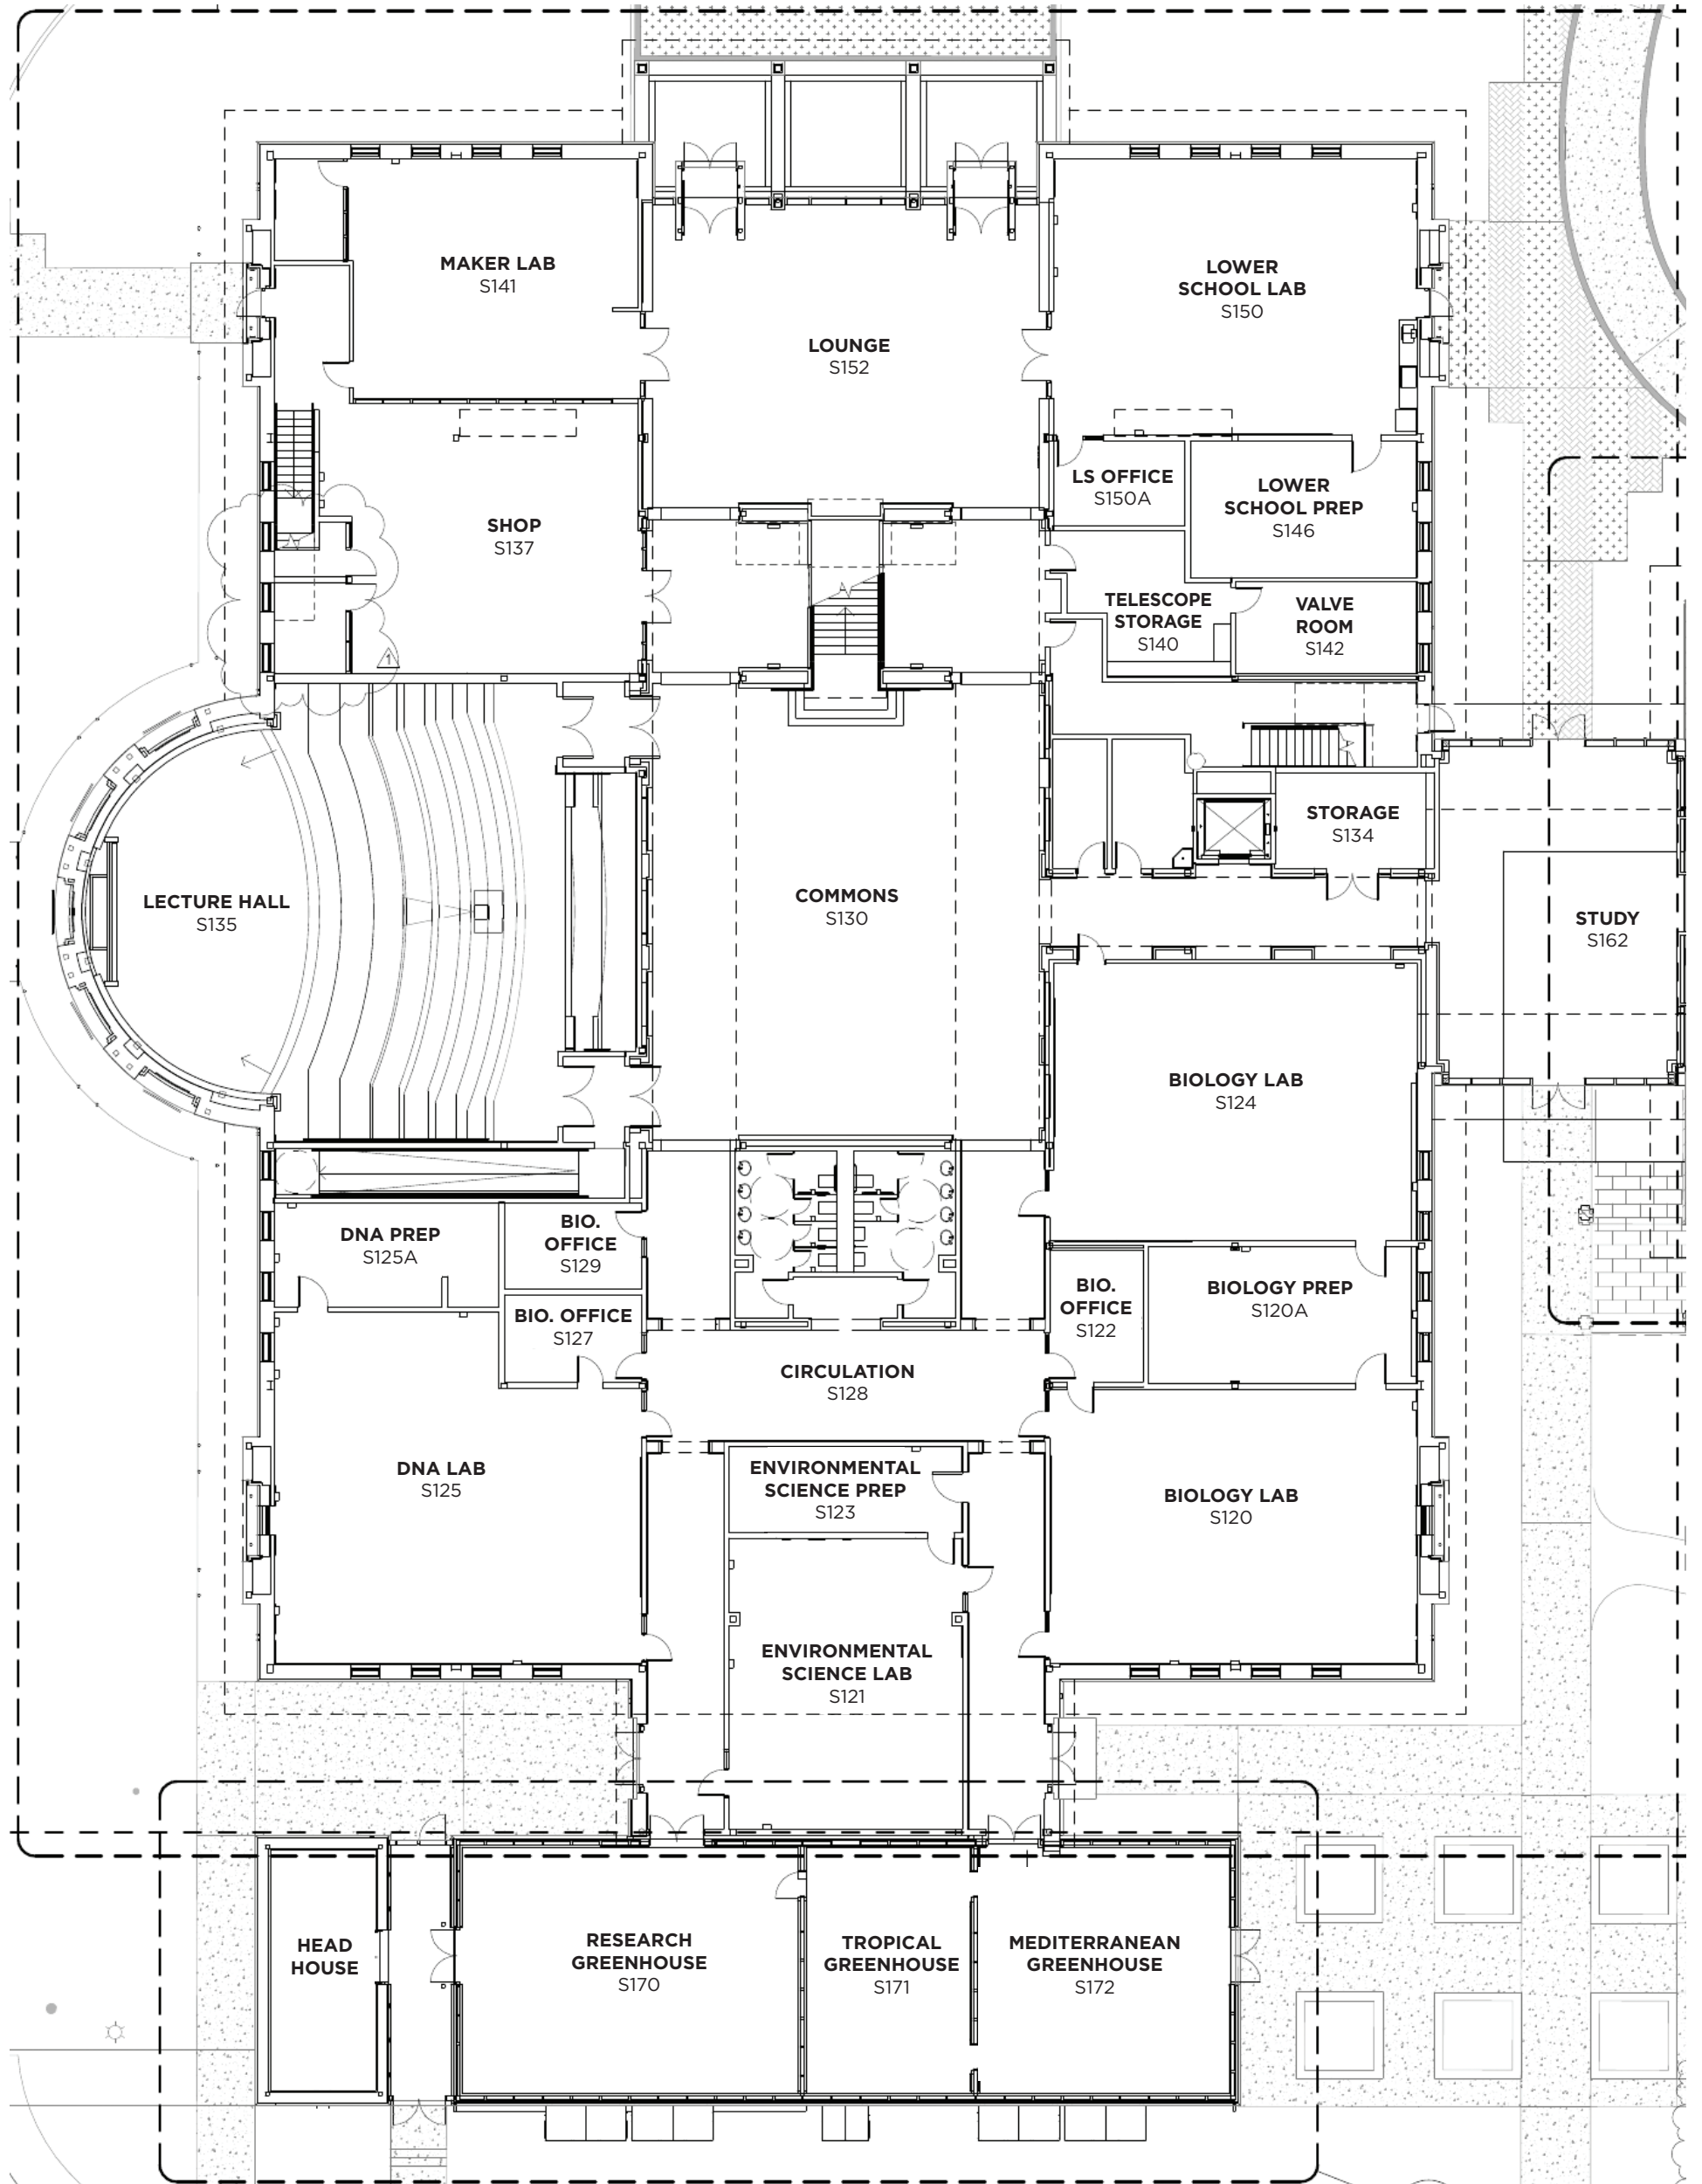 MAKER LAB
S141
LOWER
SCHOOL LAB
S150
LOUNGE
S152
LS OFFICE
S150A
LOWER
SCHOOL PREP
S146
SHOP
S137
TELESCOPE
STORAGE
S140
VALVE
ROOM
S142
1
STORAGE
S134
LECTURE HALL
S135
COMMONS
S130
STUDY
S162
BIOLOGY LAB
S124
DNA PREP
S125A
BIO.
OFFICE
S129
BIO. OFFICE
S127
BIO.
OFFICE
S122
BIOLOGY PREP
S120A
CIRCULATION
S128
DNA LAB
S125
ENVIRONMENTAL
SCIENCE PREP
S123
BIOLOGY LAB
S120
ENVIRONMENTAL
SCIENCE LAB
S121
HEAD
HOUSE
RESEARCH
GREENHOUSE
S170
TROPICAL
GREENHOUSE
S171
MEDITERRANEAN
GREENHOUSE
S172